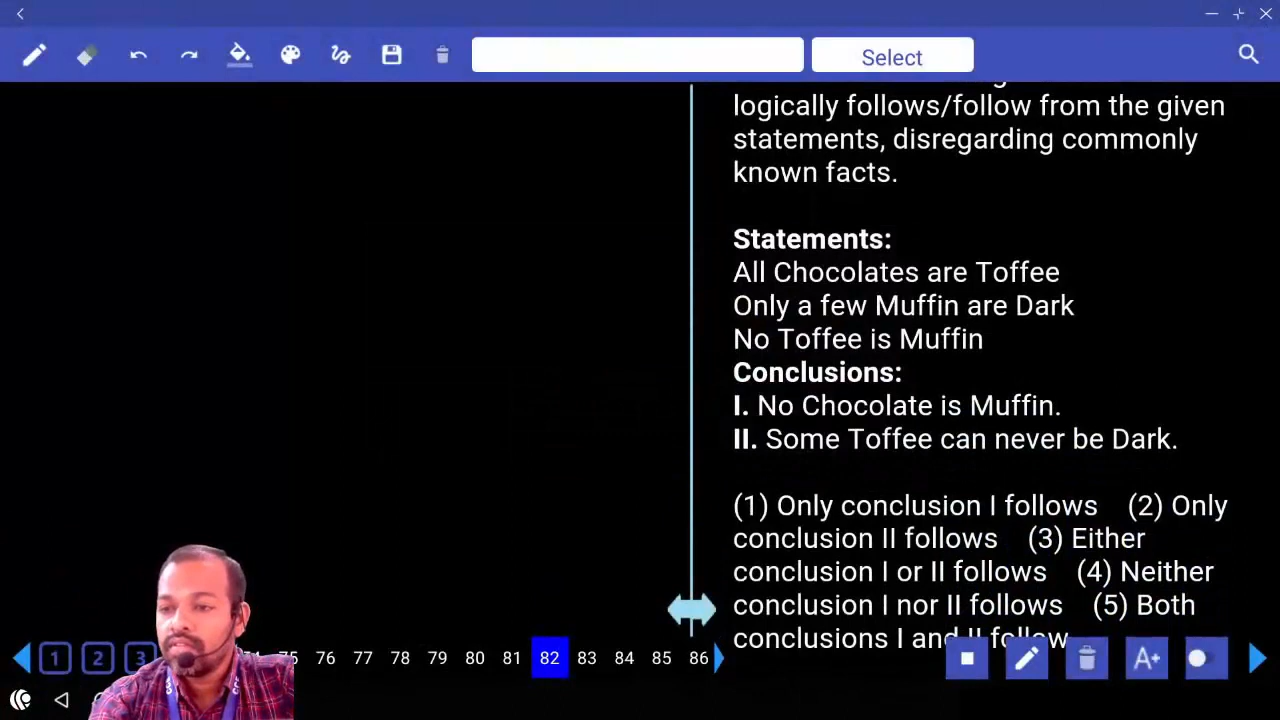 Select
logically follows/follow from the given
statements, disregarding commonly
known facts.
Statements:
All Chocolates are Toffee
Only a few Muffin are Dark
No Toffee is Muffin
Conclusions:
I. No Chocolate is Muffin.
II. Some Toffee can never be Dark.
(1) Only conclusion I follows (2) Only
conclusion II follows (3) Either
conclusion I or II follows (4) Neither
conclusion I nor II follows (5) Both
conclusions I and II follow
1 2 3 75 76 77 78 79 80 81 82 83 84 85 86 A+